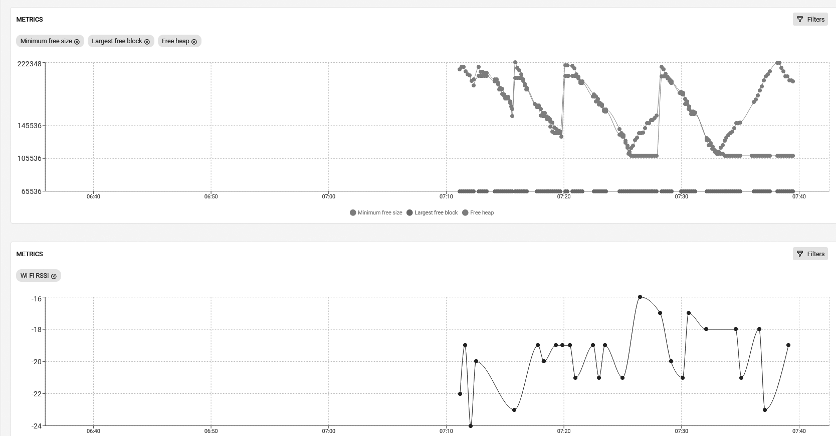 METRICS
Filters
Minimum free size Largest free block Free heap
222348
145536
105536
65536
06:40 06:50 07:00 07:10 07:20 07:30 07:40
Minimum free size Largest free block Free heap
METRICS
Filters
Wi Fi RSSI
-16
-18
-20
-22
-24
06:40 06:50 07:00 07:10 07:20 07:30 07:40